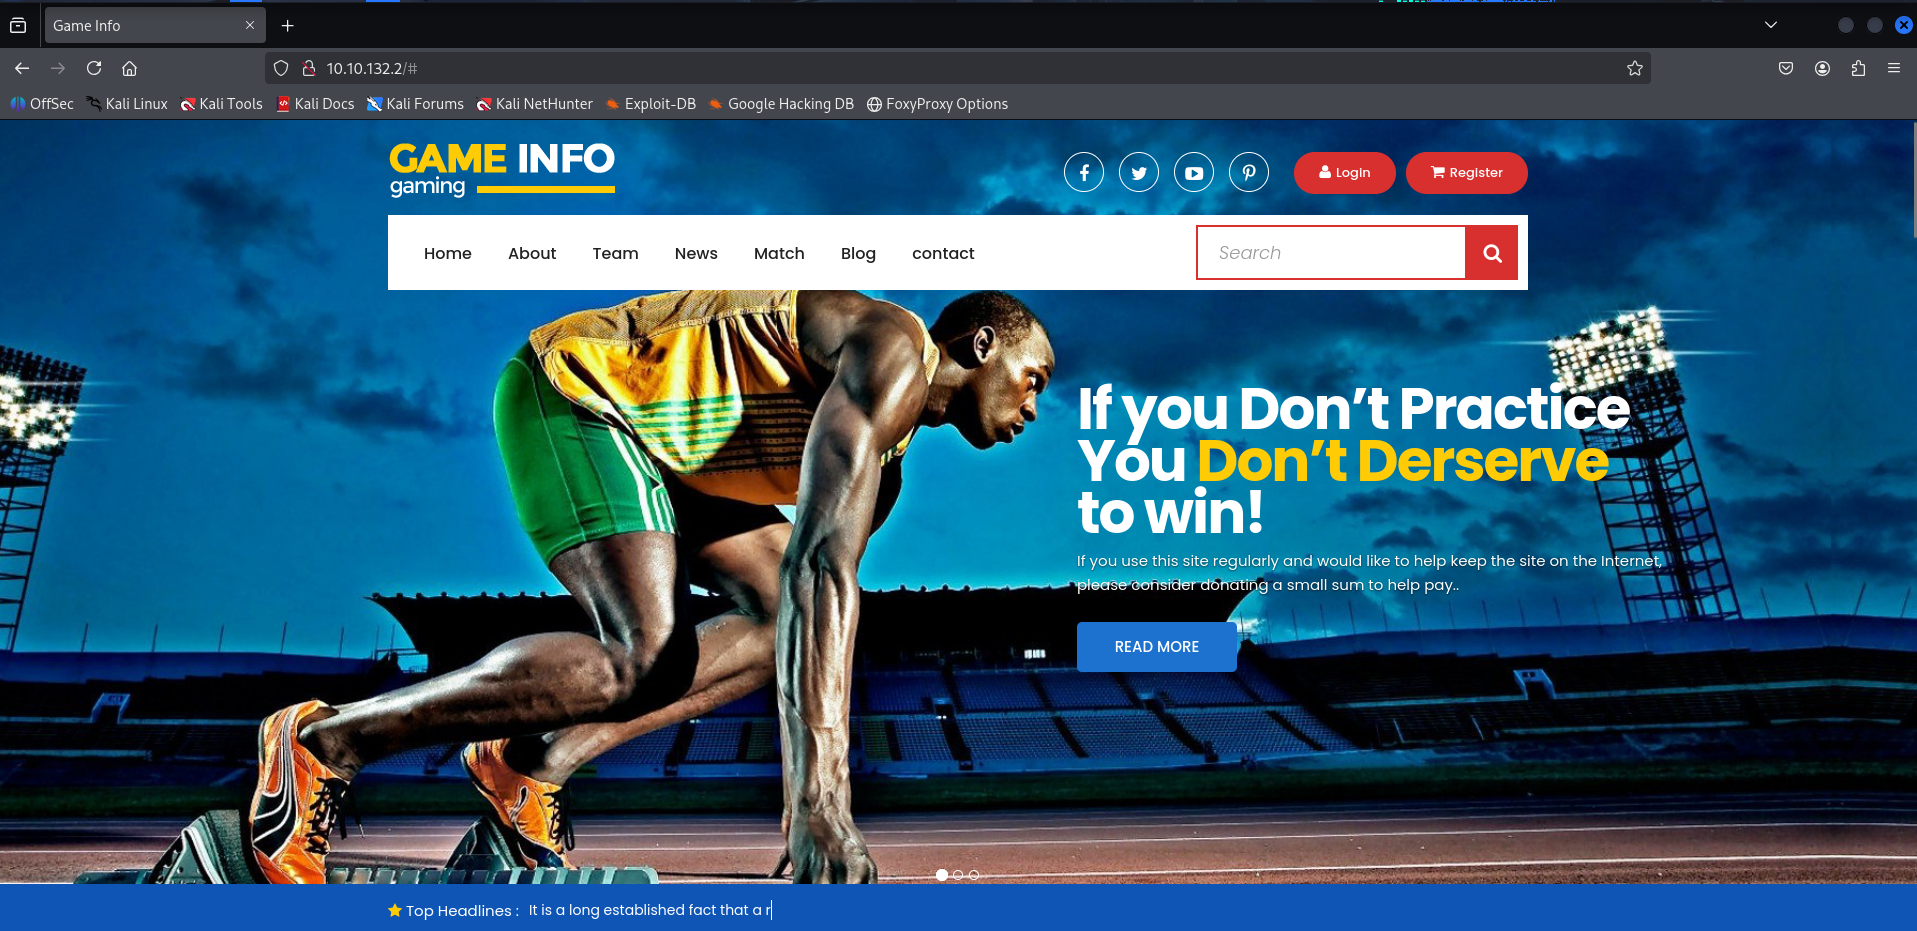 Game Info
10.10.132.2/#
OffSec Kali Linux Kali Tools Kali Docs Kali Forums Kali NetHunter Exploit-DB Google Hacking DB FoxyProxy Options
GAME INFO
gaming
Login Register
Home About Team News Match Blog contact
Search
If you Don’t Practice
You Don’t Derserve
to win!
If you use this site regularly and would like to help keep the site on the Internet,
please consider donating a small sum to help pay..
READ MORE
Top Headlines : It is a long established fact that a r